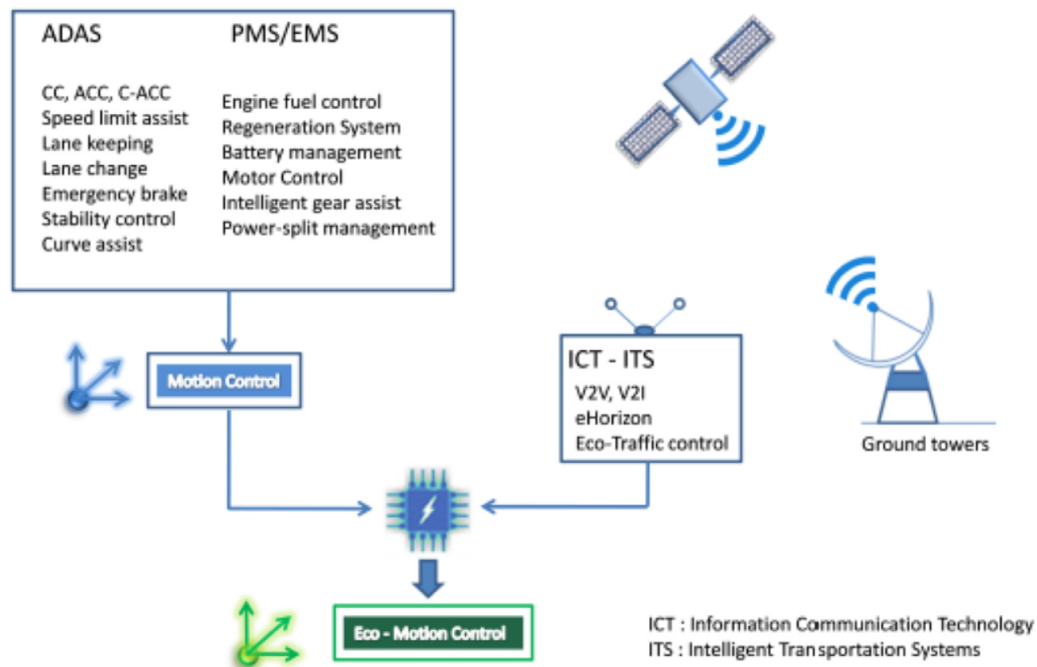 ADAS
CC, ACC, C-ACC
Speed limit assist
Lane keeping
Lane change
Emergency brake
Stability control
Curve assist
PMS/EMS
Engine fuel control
Regeneration System
Battery management
Motor Control
Intelligent gear assist
Power-split management
Motion Control
ICT - ITS
V2V, V2I
eHorizon
Eco-Traffic control
Ground towers
Eco - Motion Control
ICT : Information Communication Technology
ITS : Intelligent Transportation Systems